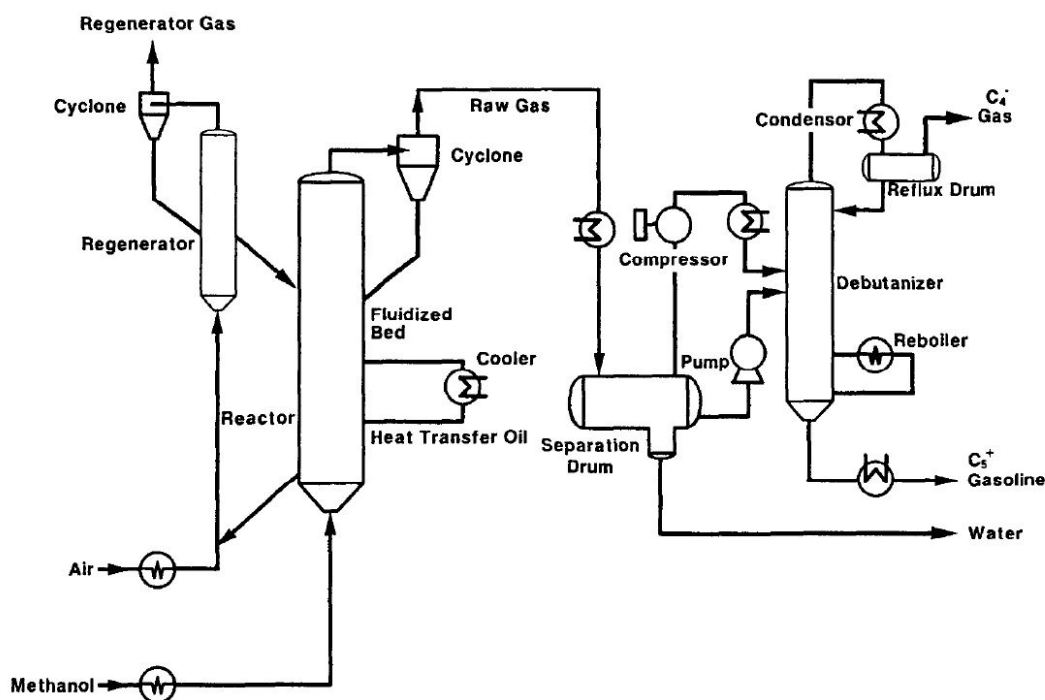 Regenerator Gas
Cyclone
Raw Gas
Cyclone
Condensor
C₄⁻
Gas
Reflux Drum
Regenerator
Compressor
Debutanizer
Fluidized
Bed
Cooler
Pump
Reboiler
Reactor
Heat Transfer Oil
Separation
Drum
C₅⁺
Gasoline
Water
Air
Methanol